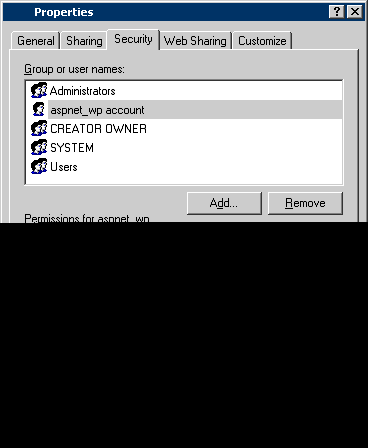 Properties
General Sharing Security Web Sharing Customize
Group or user names:
Administrators
aspnet_wp account
CREATOR OWNER
SYSTEM
Users
Add... Remove
Permissions for aspnet_wp